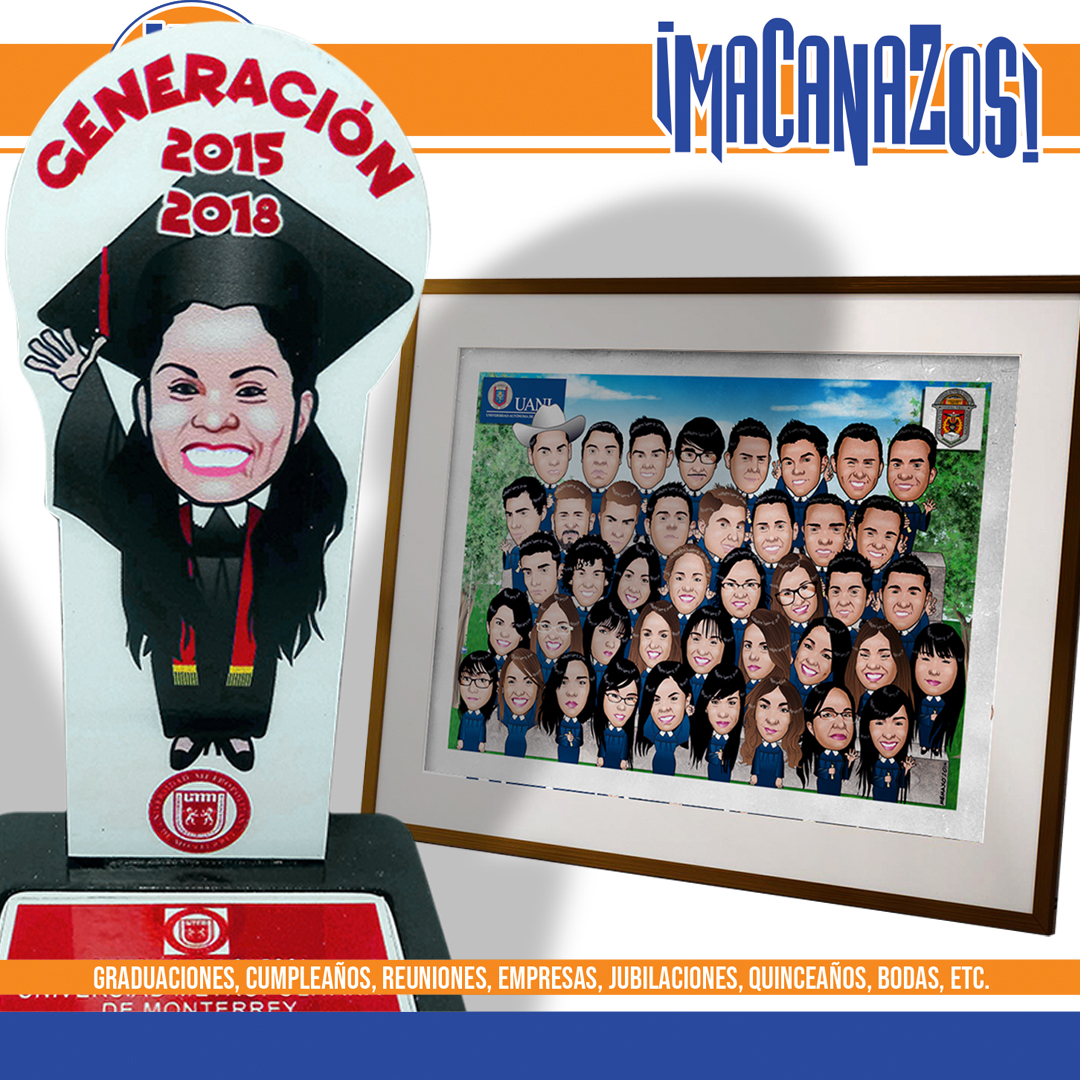 ¡MACANAZOS!
GENERACIÓN
2015
2018
UANL
DE MONTERREY
GRADUACIONES, CUMPLEAÑOS, REUNIONES, EMPRESAS, JUBILACIONES, QUINCEAÑOS, BODAS, ETC.